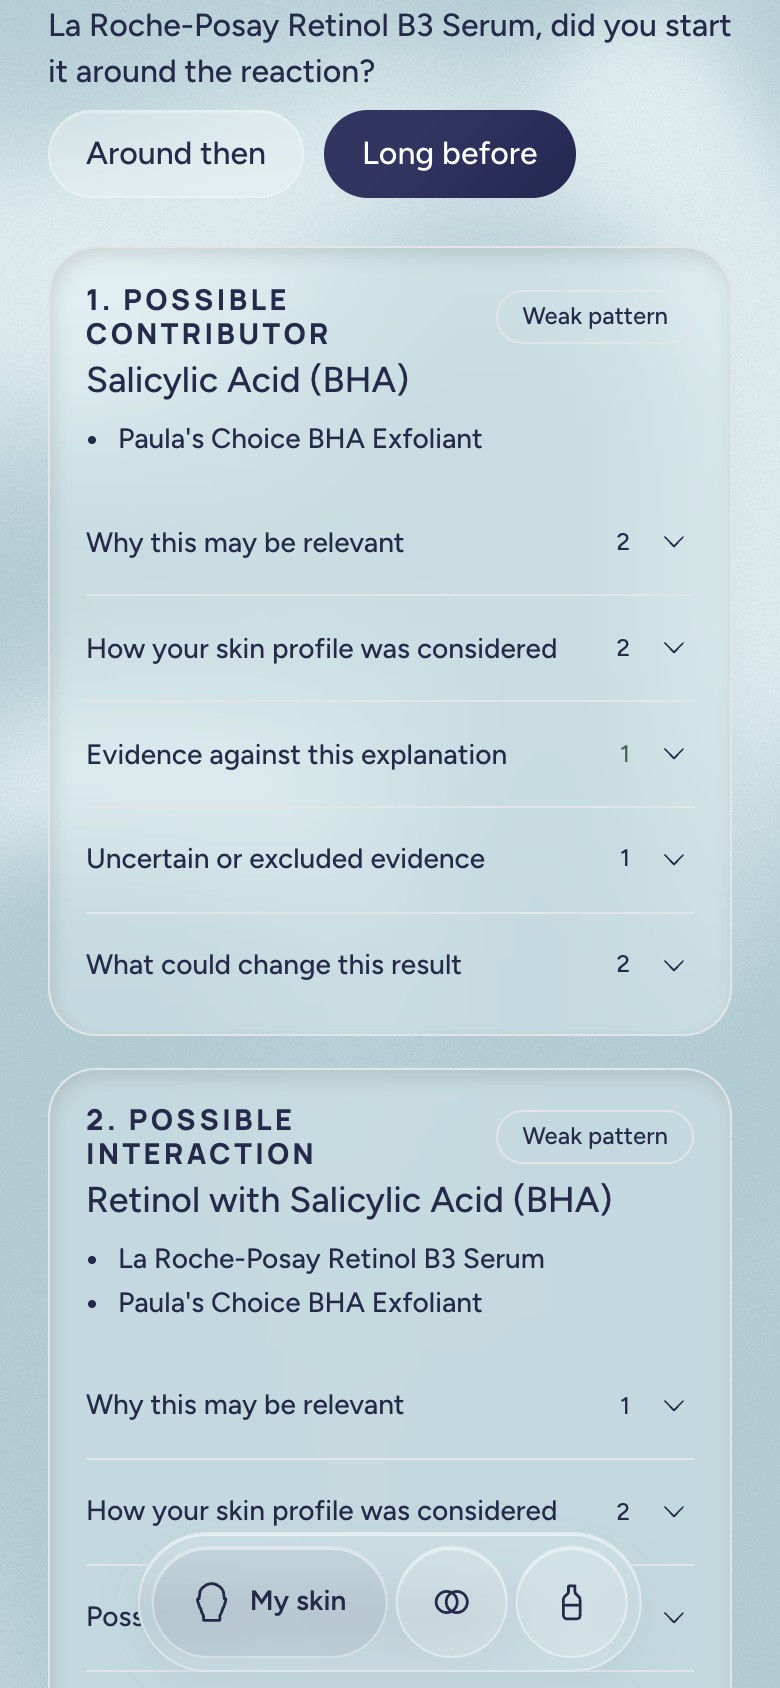 La Roche-Posay Retinol B3 Serum, did you start
it around the reaction?
Around then
Long before
1. POSSIBLE
CONTRIBUTOR
Weak pattern
Salicylic Acid (BHA)
• Paula's Choice BHA Exfoliant
Why this may be relevant 2
How your skin profile was considered 2
Evidence against this explanation 1
Uncertain or excluded evidence 1
What could change this result 2
2. POSSIBLE
INTERACTION
Weak pattern
Retinol with Salicylic Acid (BHA)
• La Roche-Posay Retinol B3 Serum
• Paula's Choice BHA Exfoliant
Why this may be relevant 1
How your skin profile was considered 2
My skin